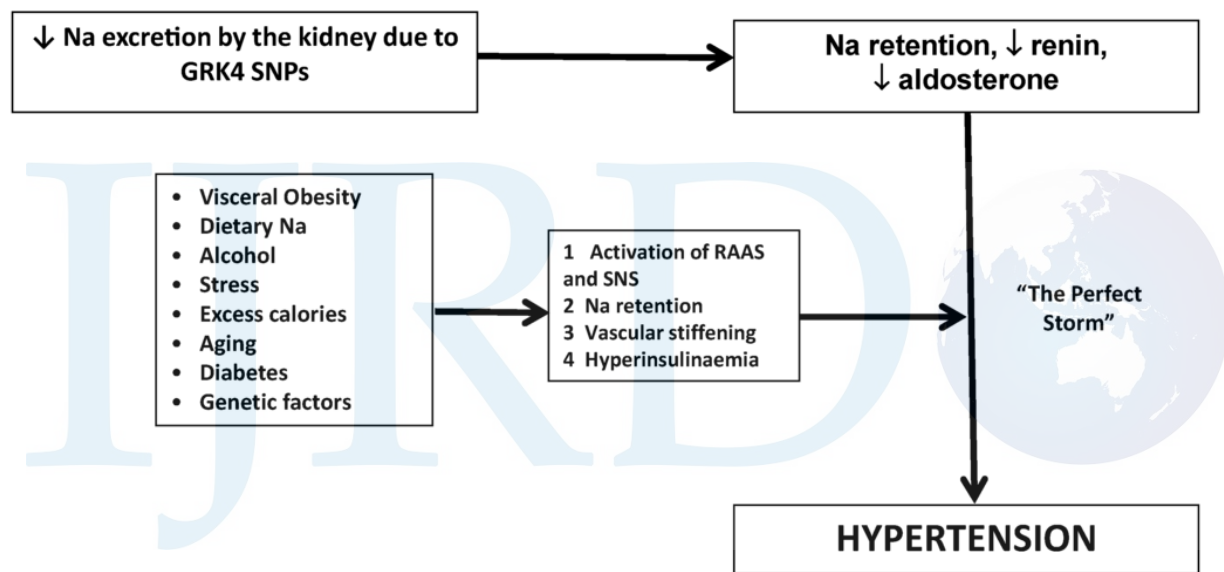 ↓ Na excretion by the kidney due to
GRK4 SNPs
Na retention, ↓ renin,
↓ aldosterone
• Visceral Obesity
• Dietary Na
• Alcohol
• Stress
• Excess calories
• Aging
• Diabetes
• Genetic factors
1 Activation of RAAS
and SNS
2 Na retention
3 Vascular stiffening
4 Hyperinsulinaemia
“The Perfect
Storm”
HYPERTENSION
IJRDO